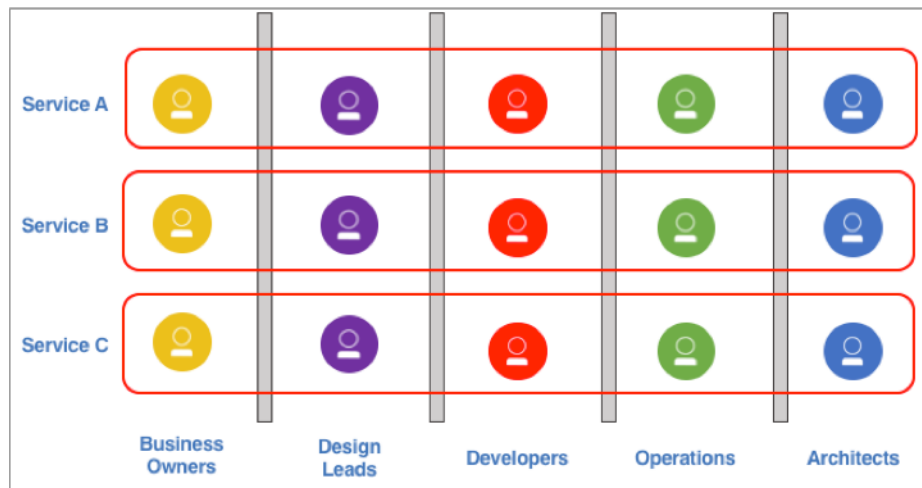 Service A
Service B
Service C
Business
Owners
Design
Leads
Developers
Operations
Architects